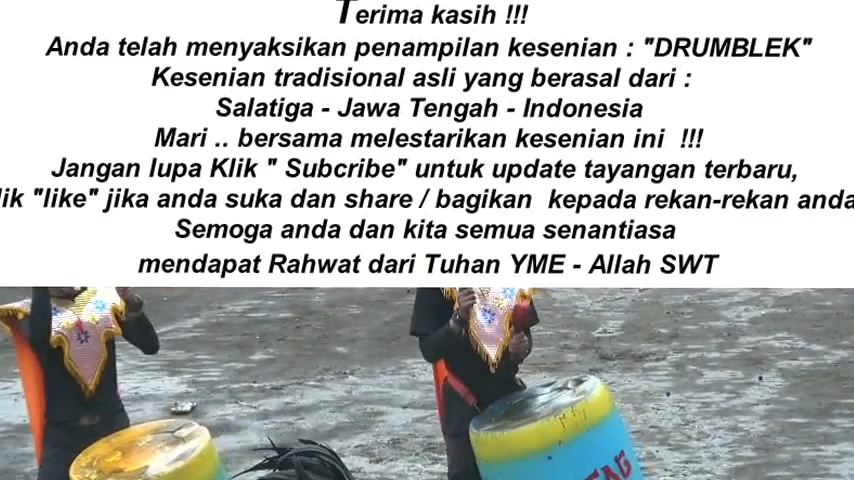 Terima kasih !!!
Anda telah menyaksikan penampilan kesenian : "DRUMBLEK"
Kesenian tradisional asli yang berasal dari :
Salatiga - Jawa Tengah - Indonesia
Mari .. bersama melestarikan kesenian ini !!!
Jangan lupa Klik " Subcribe" untuk update tayangan terbaru,
lik "like" jika anda suka dan share / bagikan kepada rekan-rekan anda
Semoga anda dan kita semua senantiasa
mendapat Rahwat dari Tuhan YME - Allah SWT